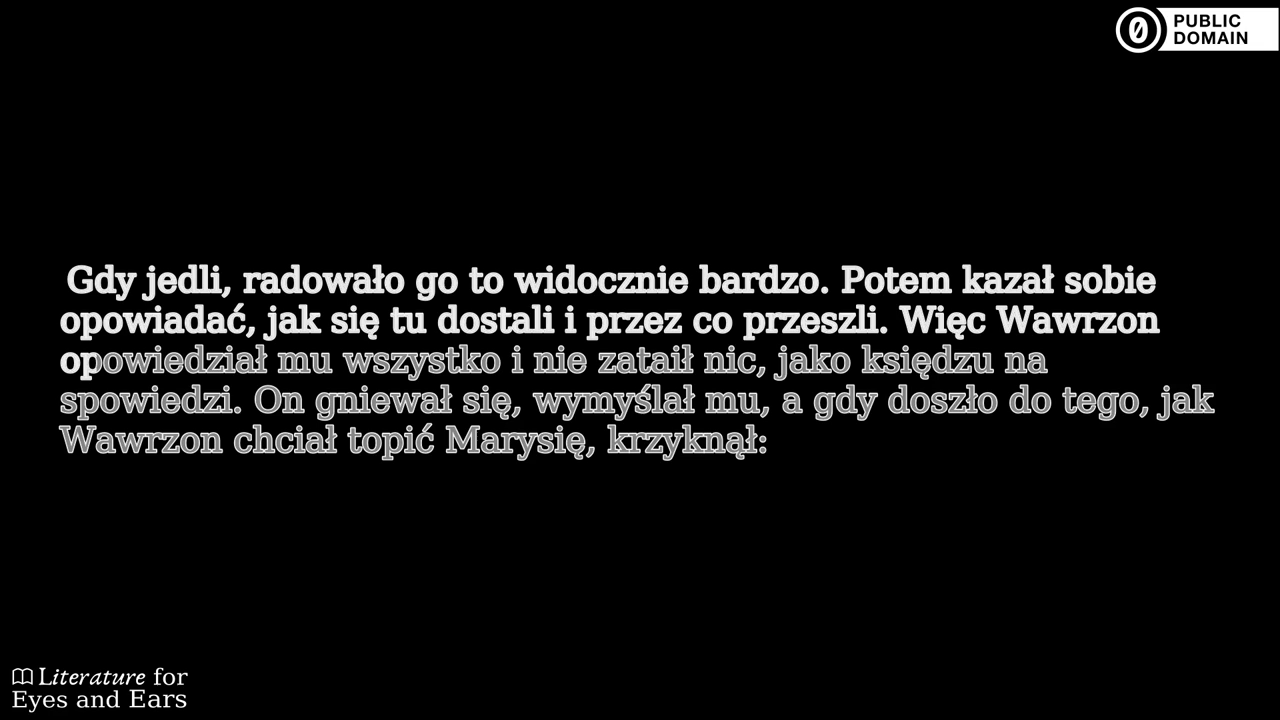 PUBLIC
DOMAIN
Gdy jedli, radowało go to widocznie bardzo. Potem kazał sobie
opowiadać, jak się tu dostali i przez co przeszli. Więc Wawrzon
opowiedział mu wszystko i nie zataił nic, jako księdzu na
spowiedzi. On gniewał się, wymyślał mu, a gdy doszło do tego, jak
Wawrzon chciał topić Marysię, krzyknął:
Literature for
Eyes and Ears